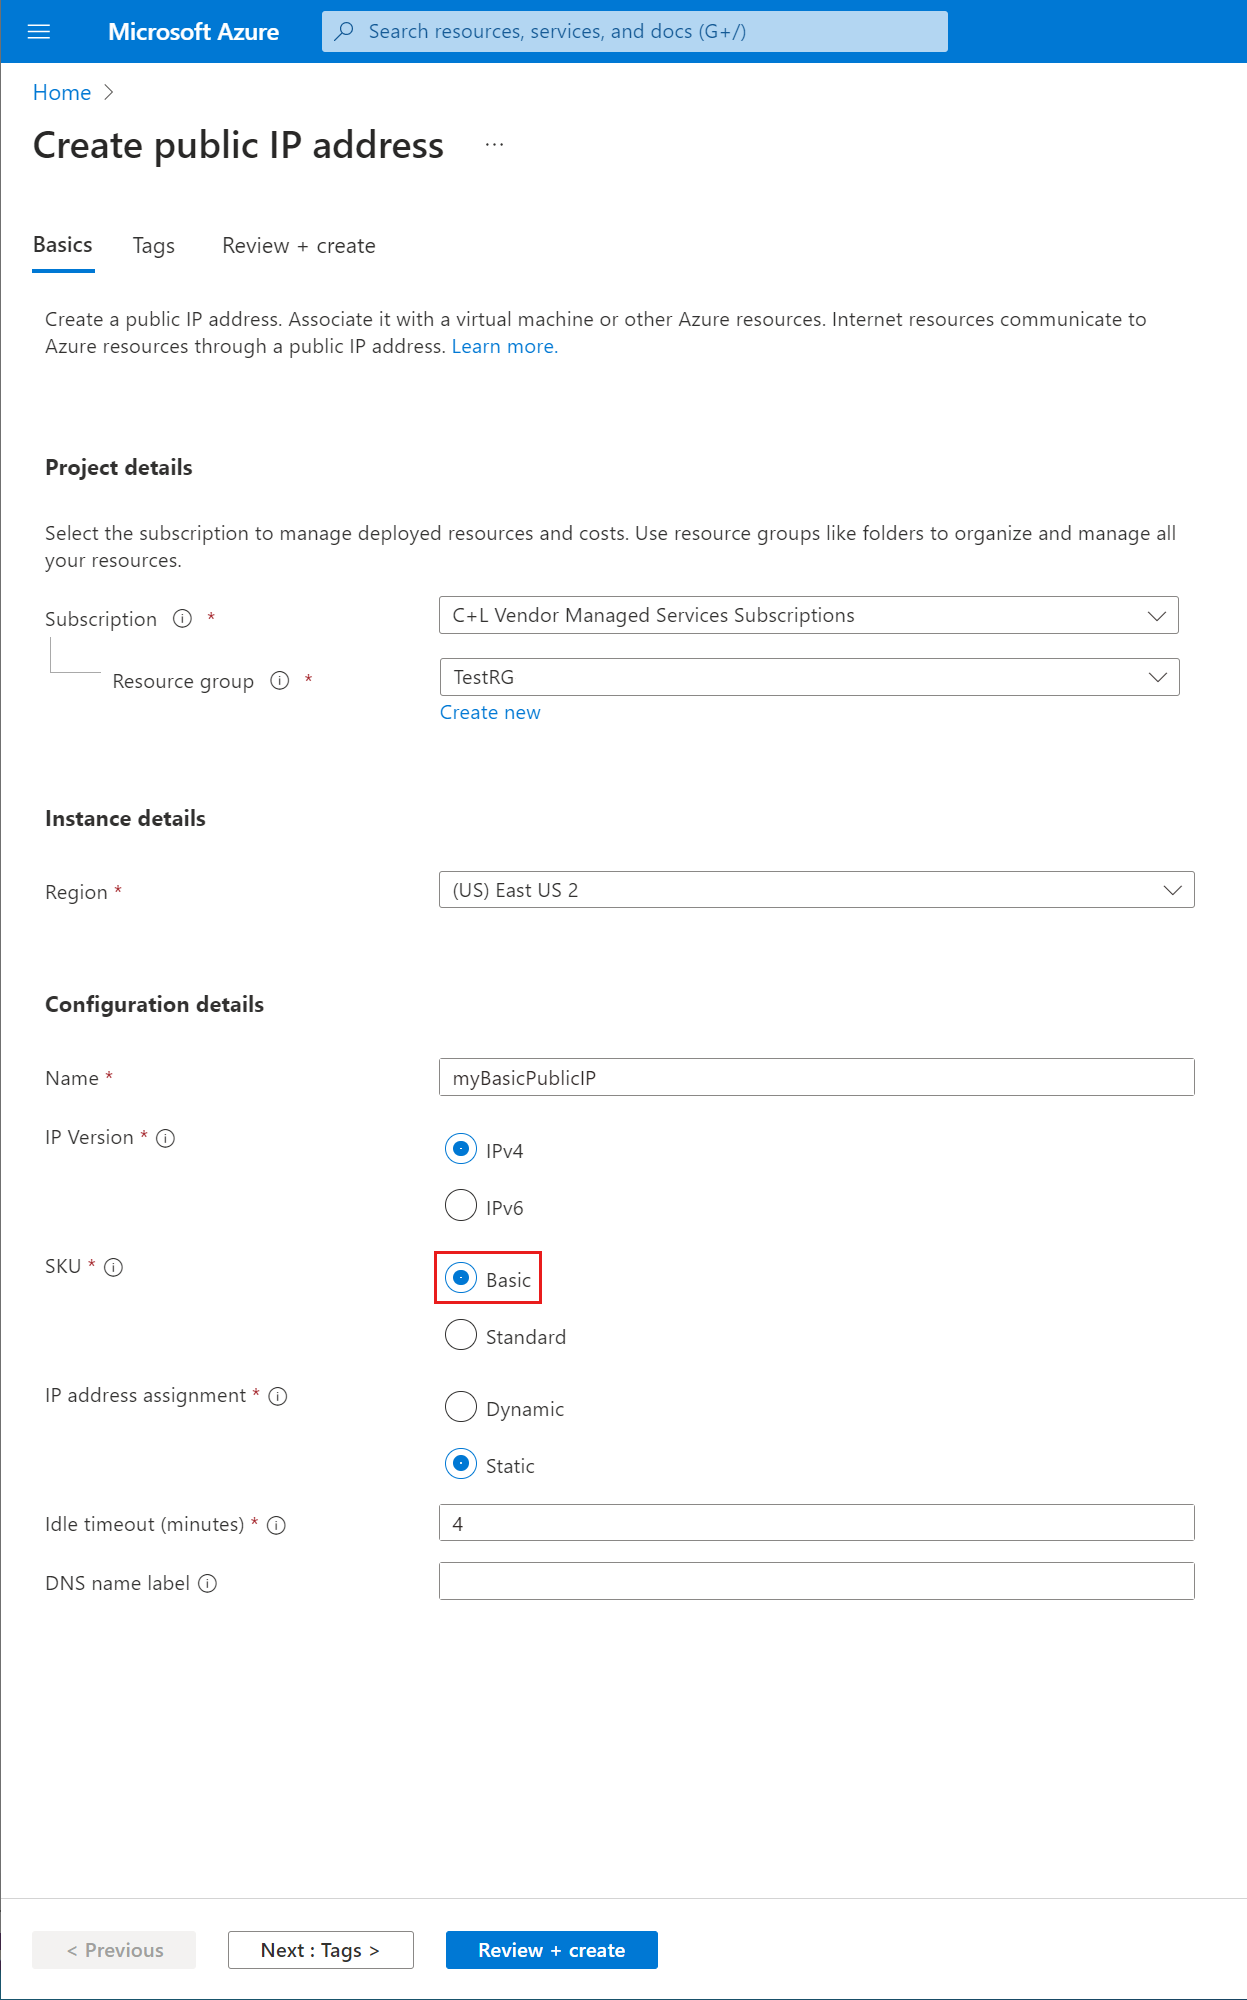 Microsoft Azure
Search resources, services, and docs (G+/)
Home >
Create public IP address ...
Basics
Tags
Review + create
Create a public IP address. Associate it with a virtual machine or other Azure resources. Internet resources communicate to
Azure resources through a public IP address. Learn more.
Project details
Select the subscription to manage deployed resources and costs. Use resource groups like folders to organize and manage all
your resources.
Subscription *
C+L Vendor Managed Services Subscriptions
Resource group *
TestRG
Create new
Instance details
Region *
(US) East US 2
Configuration details
Name *
myBasicPublicIP
IP Version *
IPv4
IPv6
SKU *
Basic
Standard
IP address assignment *
Dynamic
Static
Idle timeout (minutes) *
4
DNS name label
< Previous
Next : Tags >
Review + create